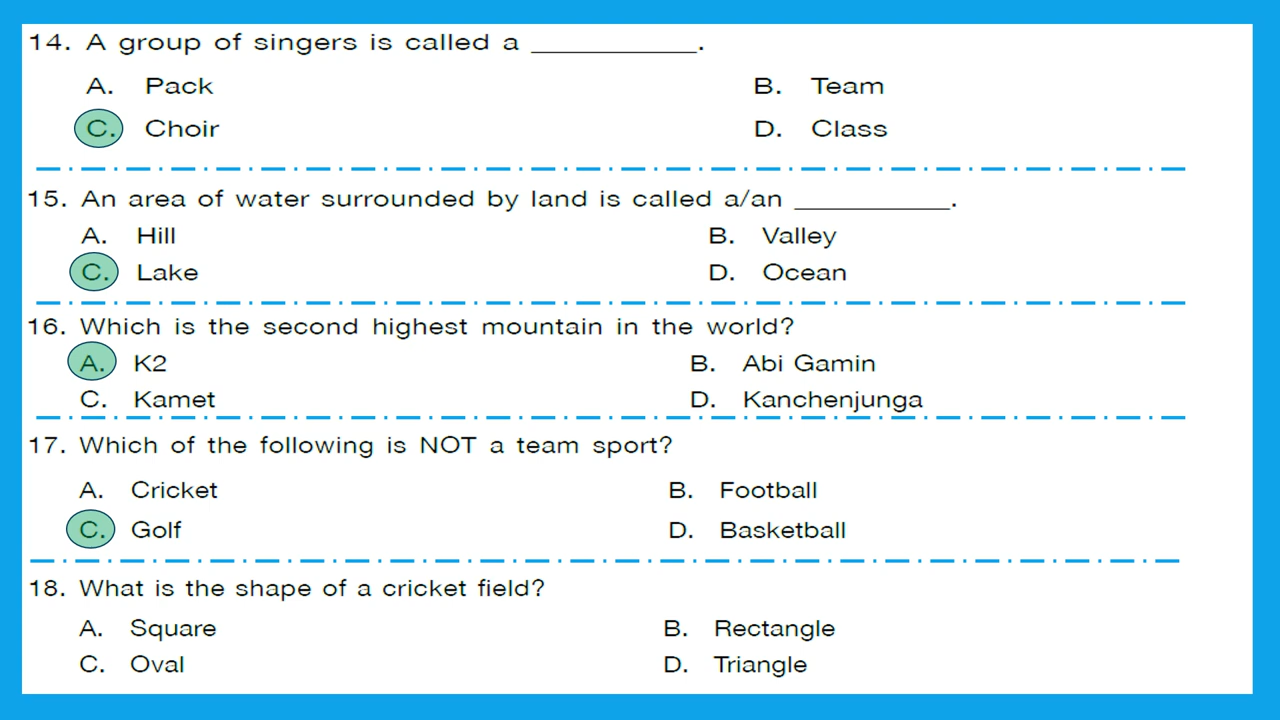 14. A group of singers is called a ____________.
A. Pack B. Team
C. Choir D. Class
15. An area of water surrounded by land is called a/an ___________.
A. Hill B. Valley
C. Lake D. Ocean
16. Which is the second highest mountain in the world?
A. K2 B. Abi Gamin
C. Kamet D. Kanchenjunga
17. Which of the following is NOT a team sport?
A. Cricket B. Football
C. Golf D. Basketball
18. What is the shape of a cricket field?
A. Square B. Rectangle
C. Oval D. Triangle